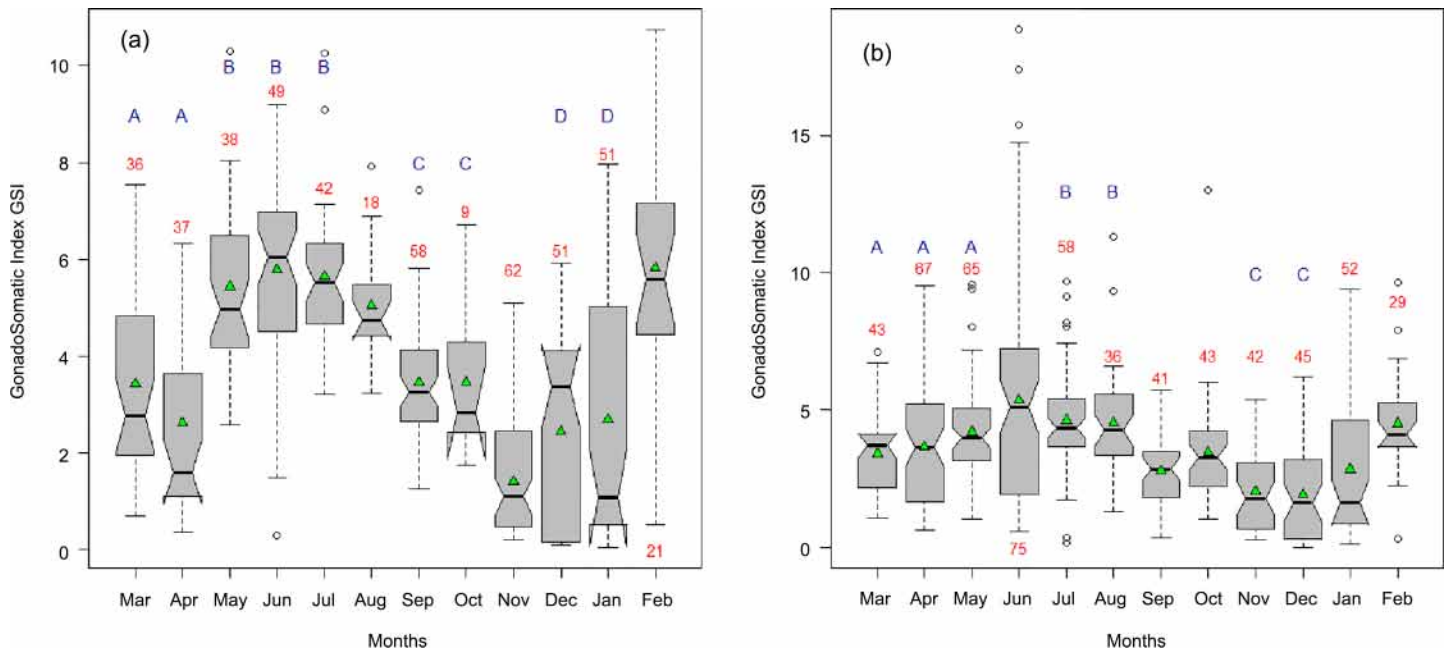 (a)
GonadoSomatic Index GSI
10
8
6
4
2
0
A A B B B C C D D
36 37 38 49 42 18 58 9 62 51 51 21
Mar Apr May Jun Jul Aug Sep Oct Nov Dec Jan Feb
Months
(b)
GonadoSomatic Index GSI
15
10
5
0
A A A B B C C
43 67 65 75 58 36 41 43 42 45 52 29
Mar Apr May Jun Jul Aug Sep Oct Nov Dec Jan Feb
Months